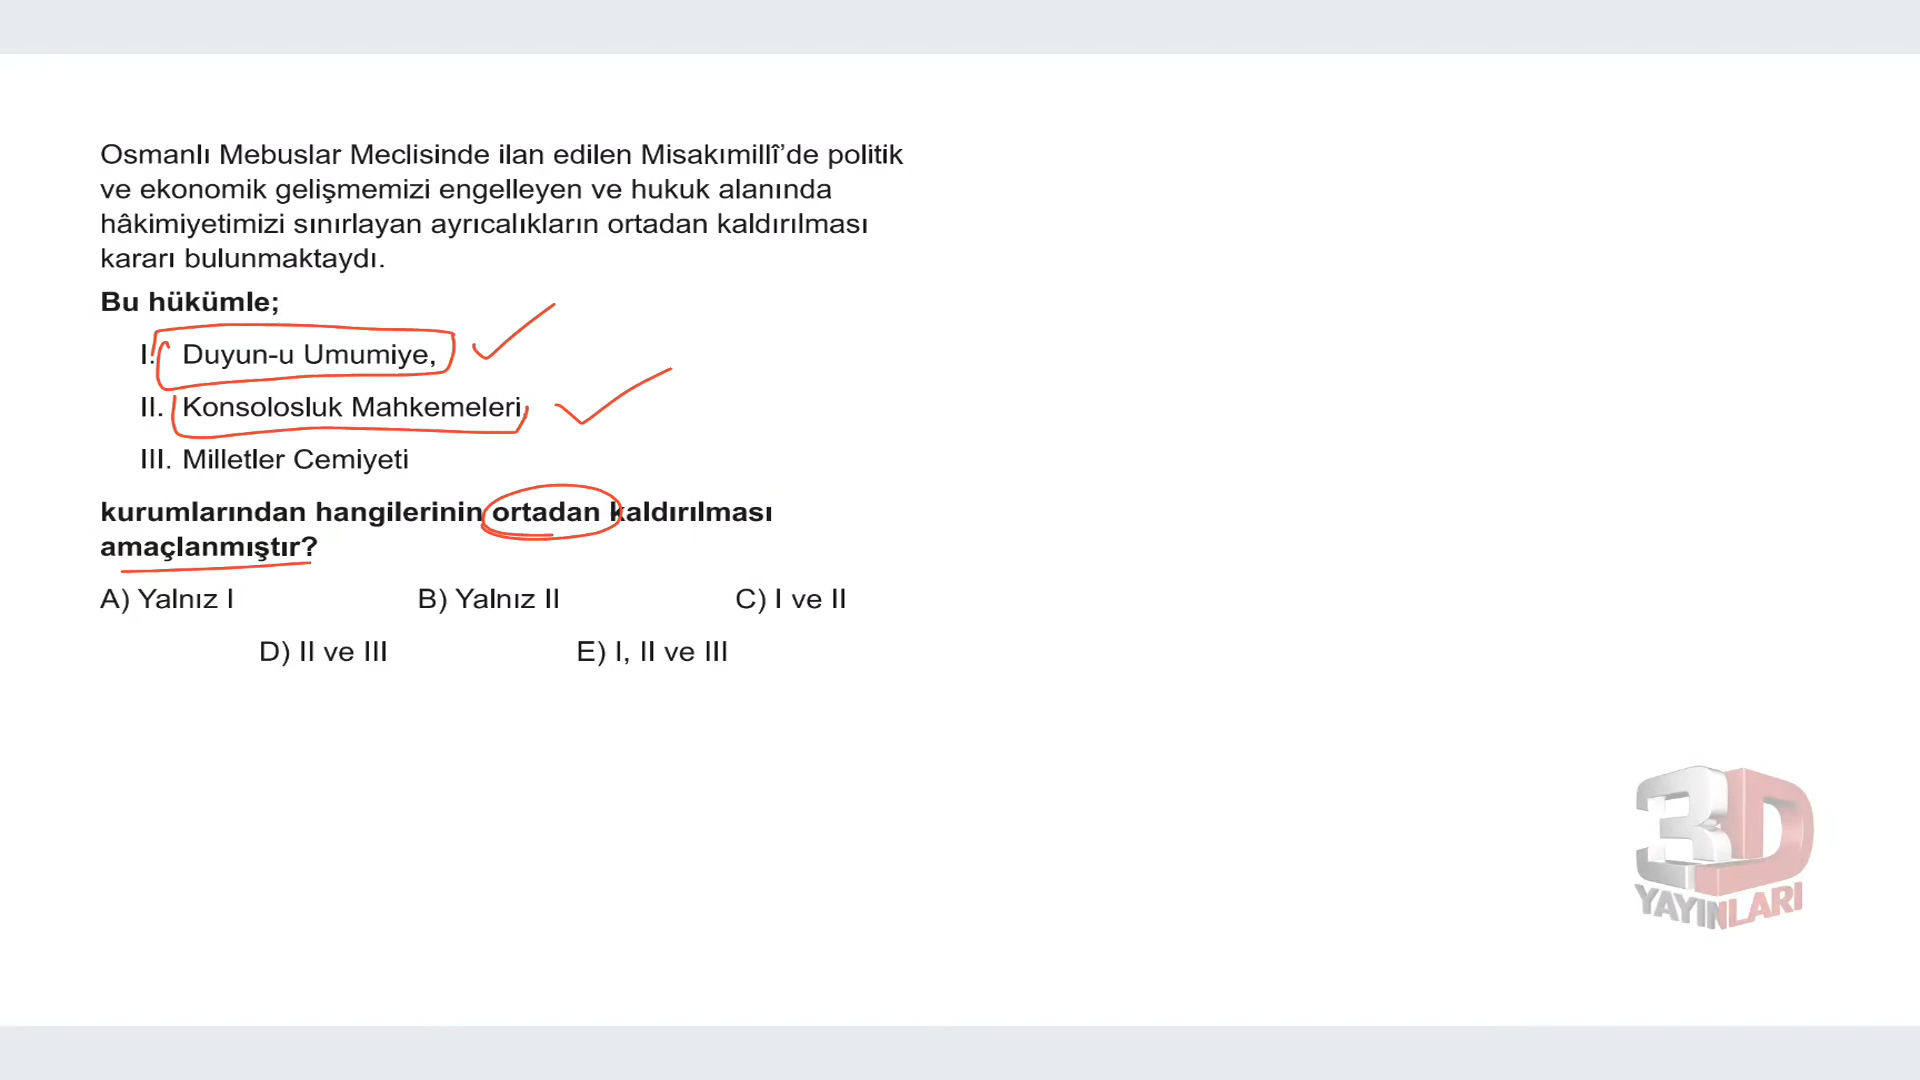 Osmanlı Mebuslar Meclisinde ilan edilen Misakımillî’de politik
ve ekonomik gelişmemizi engelleyen ve hukuk alanında
hâkimiyetimizi sınırlayan ayrıcalıkların ortadan kaldırılması
kararı bulunmaktaydı.
Bu hükümle;
I. Duyun-u Umumiye,
II. Konsolosluk Mahkemeleri,
III. Milletler Cemiyeti
kurumlarından hangilerinin ortadan kaldırılması
amaçlanmıştır?
A) Yalnız I B) Yalnız II C) I ve II
D) II ve III E) I, II ve III
3D
YAYINLARI